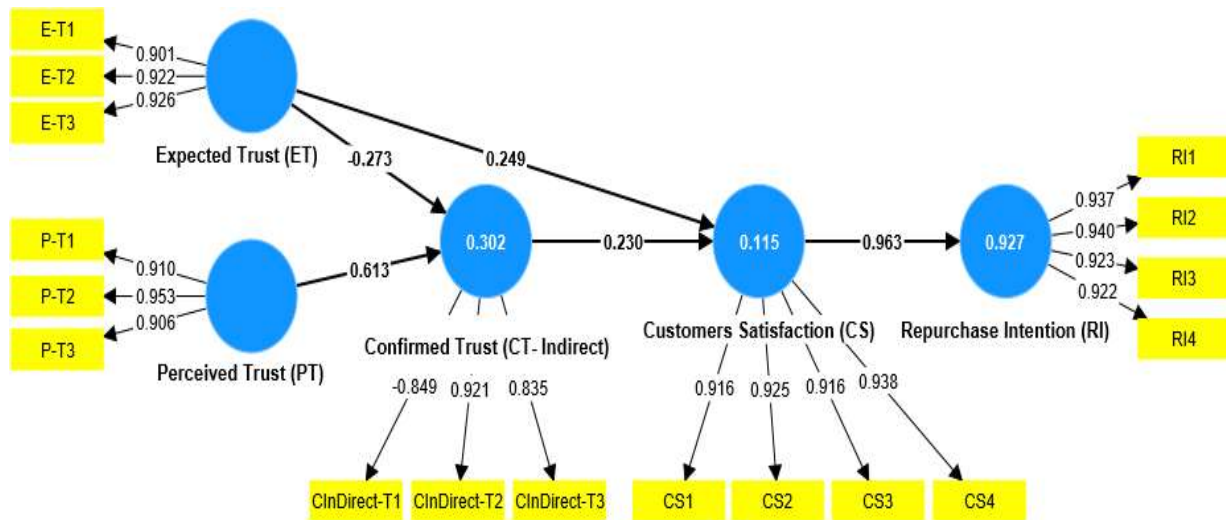 E-T1
E-T2
E-T3
0.901
0.922
0.926
Expected Trust (ET)
-0.273
0.249
P-T1
P-T2
P-T3
0.910
0.953
0.906
Perceived Trust (PT)
0.613
0.302
Confirmed Trust (CT- Indirect)
0.230
0.115
Customers Satisfaction (CS)
0.963
0.927
Repurchase Intention (RI)
0.937
0.940
0.923
0.922
RI1
RI2
RI3
RI4
-0.849
0.921
0.835
0.916
0.925
0.916
0.938
CInDirect-T1
CInDirect-T2
CInDirect-T3
CS1
CS2
CS3
CS4